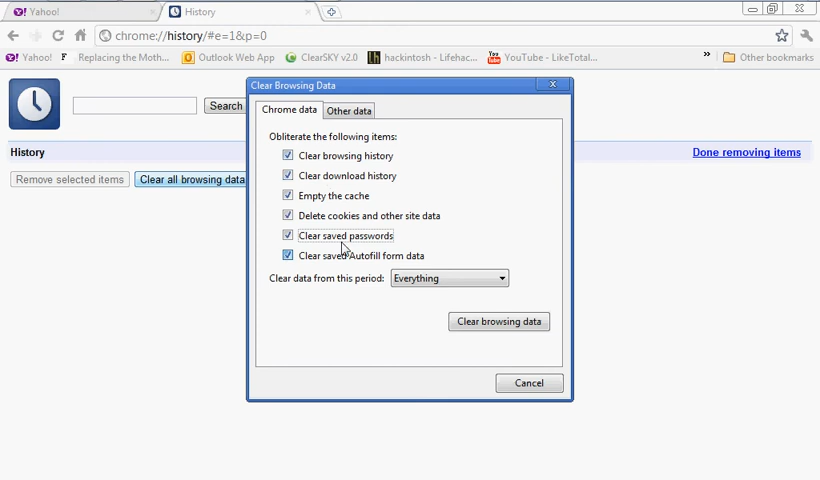 Yahoo! History
chrome://history/#e=1&p=0
Yahoo! F Replacing the Moth... Outlook Web App ClearSKY v2.0 hackintosh - Lifehac... YouTube - LikeTotal... » Other bookmarks
Clear Browsing Data
Chrome data Other data
Search
Obliterate the following items:
History
Done removing items
Clear browsing history
Remove selected items Clear all browsing data
Clear download history
Empty the cache
Delete cookies and other site data
Clear saved passwords
Clear saved Autofill form data
Clear data from this period: Everything
Clear browsing data
Cancel